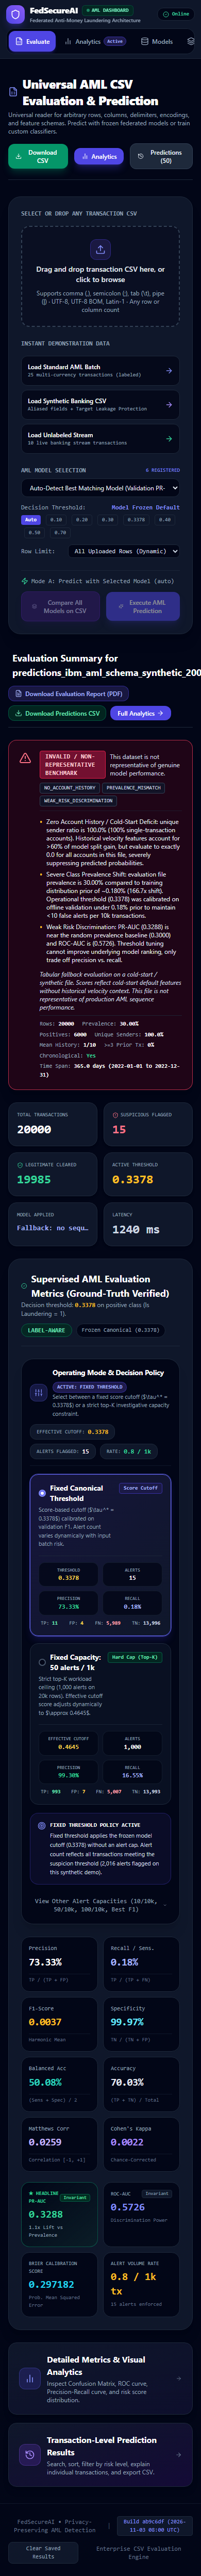 FedSecureAI
AML DASHBOARD
Federated Anti-Money Laundering Architecture
Online
Evaluate
Analytics
Active
Models
Universal AML CSV
Evaluation & Prediction
Universal reader for arbitrary rows, columns, delimiters, encodings,
and feature schemas. Predict with frozen federated models or train
custom classifiers.
Download
CSV
Analytics
Predictions
(50)
SELECT OR DROP ANY TRANSACTION CSV
Drag and drop transaction CSV here, or
click to browse
Supports comma (,), semicolon (;), tab (\t), pipe
(|) · UTF-8, UTF-8 BOM, Latin-1 · Any row or
column count
INSTANT DEMONSTRATION DATA
Load Standard AML Batch
25 multi-currency transactions (labeled)
Load Synthetic Banking CSV
Aliased fields + Target Leakage Protection
Load Unlabeled Stream
10 live banking stream transactions
AML MODEL SELECTION
6 REGISTERED
Auto-Detect Best Matching Model (Validation PR-
Decision Threshold:
Model Frozen Default
Auto
0.10
0.20
0.30
0.3378
0.40
0.50
0.70
Row Limit:
All Uploaded Rows (Dynamic)
Mode A: Predict with Selected Model (auto)
Compare All
Models on CSV
Execute AML
Prediction
Evaluation Summary for
predictions_ibm_aml_schema_synthetic_200
Download Evaluation Report (PDF)
Download Predictions CSV
Full Analytics
INVALID / NON-
REPRESENTATIVE
BENCHMARK
This dataset is not
representative of genuine
model performance.
NO_ACCOUNT_HISTORY
PREVALENCE_MISMATCH
WEAK_RISK_DISCRIMINATION
• Zero Account History / Cold-Start Deficit: unique
sender ratio is 100.0% (100% single-transaction
accounts). Historical velocity features account for
>60% of model split gain, but evaluate to exactly
0.0 for all accounts in this file, severely
suppressing predicted probabilities.
• Severe Class Prevalence Shift: evaluation file
prevalence is 30.00% compared to training
distribution prior of ~0.180% (166.7x shift).
Operational threshold (0.3378) was calibrated on
offline validation under 0.18% prior to maintain
<10 false alerts per 10k transactions.
• Weak Risk Discrimination: PR-AUC (0.3288) is
near the random prevalence baseline (0.3000)
and ROC-AUC is (0.5726). Threshold tuning
cannot improve underlying model ranking, only
trade off precision vs. recall.
Tabular fallback evaluation on a cold-start /
synthetic file. Scores reflect cold-start default features
without historical velocity context. This file is not
representative of production AML sequence
performance.
Rows: 20000 Prevalence: 30.00%
Positives: 6000 Unique Senders: 100.0%
Mean History: 1/10 >=3 Prior Tx: 0%
Chronological: Yes
Time Span: 365.0 days (2022-01-01 to 2022-12-
31)
TOTAL TRANSACTIONS
20000
SUSPICIOUS FLAGGED
15
LEGITIMATE CLEARED
19985
ACTIVE THRESHOLD
0.3378
MODEL APPLIED
Fallback: no sequ…
LATENCY
1240 ms
Supervised AML Evaluation
Metrics (Ground-Truth Verified)
Decision threshold: 0.3378 on positive class (Is
Laundering = 1).
LABEL-AWARE
Frozen Canonical (0.3378)
Operating Mode & Decision Policy
ACTIVE: FIXED THRESHOLD
Select between a fixed score cutoff ($\tau^* =
0.3378$) or a strict top-K investigative capacity
constraint.
EFFECTIVE CUTOFF: 0.3378
ALERTS FLAGGED: 15
RATE: 0.8 / 1k
Fixed Canonical
Threshold
Score Cutoff
Score-based cutoff ($\tau^* =
0.3378$) calibrated on
validation F1. Alert count
varies dynamically with input
batch risk.
THRESHOLD
0.3378
ALERTS
15
PRECISION
73.33%
RECALL
0.18%
TP: 11 FP: 4 FN: 5,989 TN: 13,996
Fixed Capacity:
50 alerts / 1k
Hard Cap (Top-K)
Strict top-K workload
ceiling (1,000 alerts on
20k rows). Effective cutoff
score adjusts dynamically
to $\approx 0.4645$.
EFFECTIVE CUTOFF
0.4645
ALERTS
1,000
PRECISION
99.30%
RECALL
16.55%
TP: 993 FP: 7 FN: 5,007 TN: 13,993
FIXED THRESHOLD POLICY ACTIVE
Fixed threshold applies the frozen model
cutoff (0.3378) without an alert cap. Alert
count reflects all transactions meeting the
suspicion threshold (2,016 alerts flagged on
this synthetic demo).
View Other Alert Capacities (10/10k,
50/10k, 100/10k, Best F1)
Precision
73.33%
TP / (TP + FP)
Recall / Sens.
0.18%
TP / (TP + FN)
F1-Score
0.0037
Harmonic Mean
Specificity
99.97%
TN / (TN + FP)
Balanced Acc
50.08%
(Sens + Spec) / 2
Accuracy
70.03%
(TP + TN) / Total
Matthews Corr
0.0259
Correlation [-1, +1]
Cohen's Kappa
0.0022
Chance-Corrected
★ HEADLINE
PR-AUC
Invariant
0.3288
1.1x Lift vs
Prevalence
ROC-AUC
Invariant
0.5726
Discrimination Power
BRIER CALIBRATION
SCORE
0.297182
Prob. Mean Squared
Error
ALERT VOLUME RATE
0.8 / 1k
tx
15 alerts enforced
Detailed Metrics & Visual
Analytics
Inspect Confusion Matrix, ROC curve,
Precision-Recall curve, and risk score
distribution.
Transaction-Level Prediction
Results
Search, sort, filter by risk level, explain
individual transactions, and export CSV.
FedSecureAI • Privacy-
Preserving AML Detection
Clear Saved
Results
Enterprise CSV Evaluation
Engine